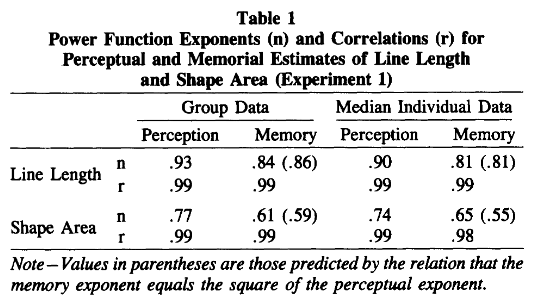 Table 1
Power Function Exponents (n) and Correlations (r) for
Perceptual and Memorial Estimates of Line Length
and Shape Area (Experiment 1)
Group Data Median Individual Data
Perception Memory Perception Memory
Line Length n .93 .84 (.86) .90 .81 (.81)
r .99 .99 .99 .99
Shape Area n .77 .61 (.59) .74 .65 (.55)
r .99 .99 .99 .98
Note—Values in parentheses are those predicted by the relation that the
memory exponent equals the square of the perceptual exponent.